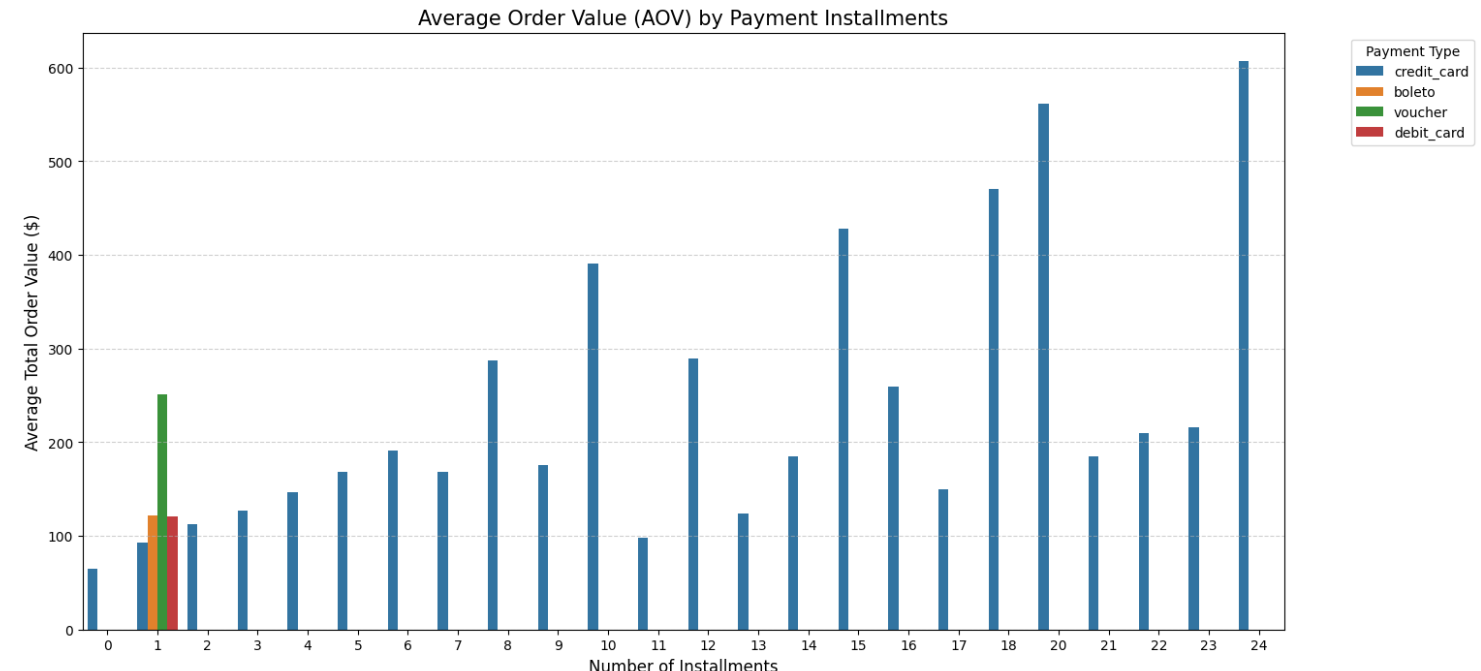 Average Order Value (AOV) by Payment Installments
Payment Type
credit_card
boleto
voucher
debit_card
Average Total Order Value ($)
600
500
400
300
200
100
0
0 1 2 3 4 5 6 7 8 9 10 11 12 13 14 15 16 17 18 20 21 22 23 24
Number of Installments